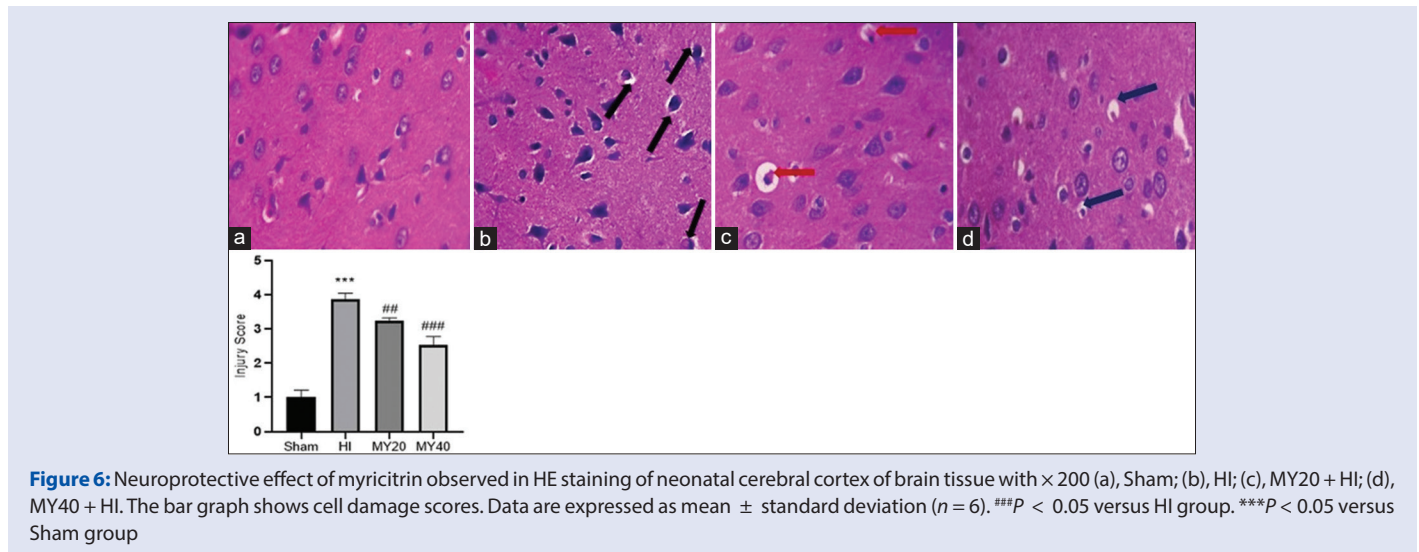 a
b
c
d
5
4
3
2
1
0
Injury Score
***
##
###
Sham HI MY20 MY40
Figure 6: Neuroprotective effect of myricitrin observed in HE staining of neonatal cerebral cortex of brain tissue with × 200 (a), Sham; (b), HI; (c), MY20 + HI; (d),
MY40 + HI. The bar graph shows cell damage scores. Data are expressed as mean ± standard deviation (n = 6). ###P < 0.05 versus HI group. ***P < 0.05 versus
Sham group